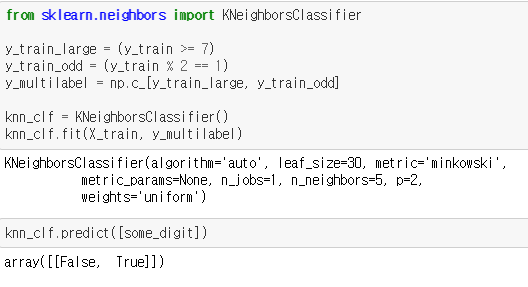 from sklearn.neighbors import KNeighborsClassifier
y_train_large = (y_train >= 7)
y_train_odd = (y_train % 2 == 1)
y_multilabel = np.c_[y_train_large, y_train_odd]
knn_clf = KNeighborsClassifier()
knn_clf.fit(X_train, y_multilabel)
KNeighborsClassifier(algorithm='auto', leaf_size=30, metric='minkowski',
metric_params=None, n_jobs=1, n_neighbors=5, p=2,
weights='uniform')
knn_clf.predict([some_digit])
array([[False,  True]])